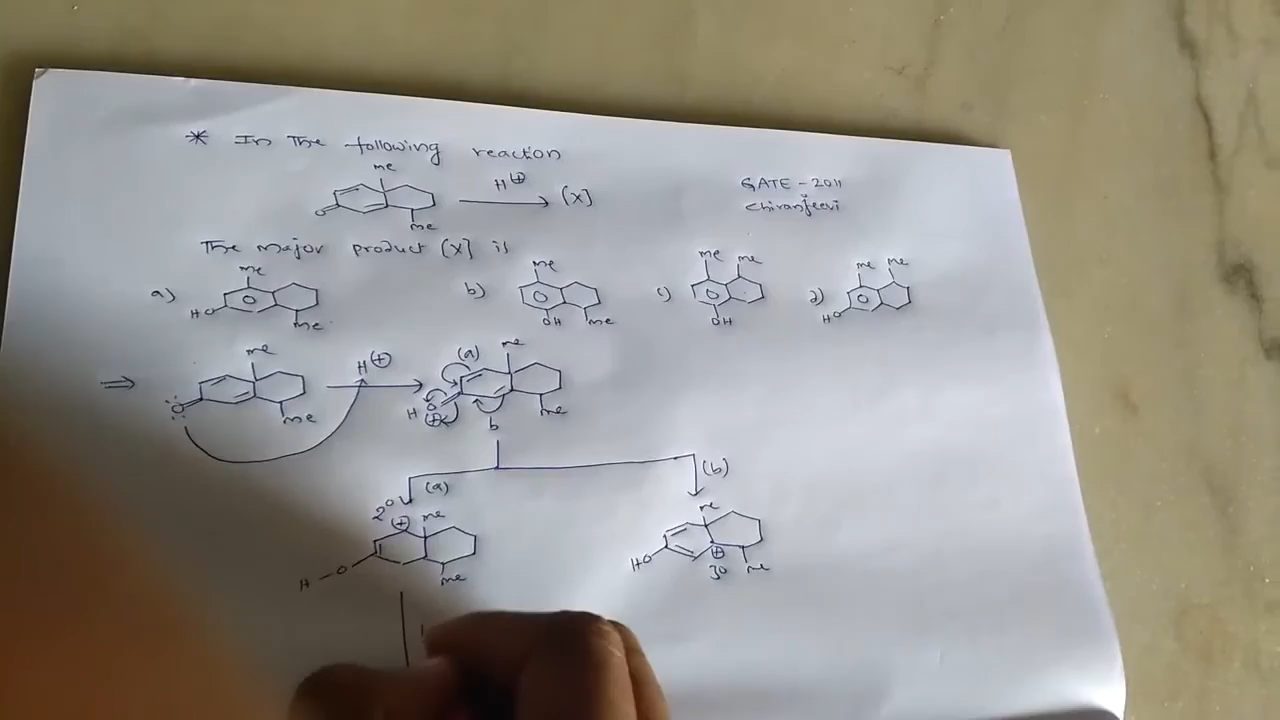 * In The following reaction
me
O
me
H⊕
(X)
GATE - 2011
Chiranjeevi
The major product (X) is
a) me HO me
b) me OH me
c) me me OH
d) me me HO
⇒ me :O: me H⊕ (a) me H O ⊕ me b
(a) (b)
2° ⊕ me H-O me
me HO ⊕ 3° me